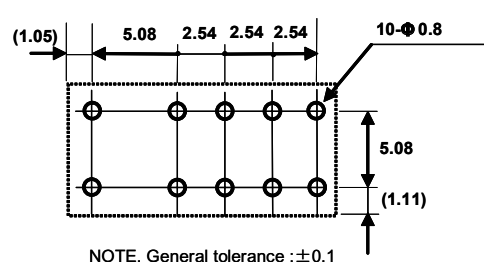 (1.05) 5.08 2.54 2.54 2.54
10-Φ0.8
5.08
(1.11)
NOTE. General tolerance :±0.1